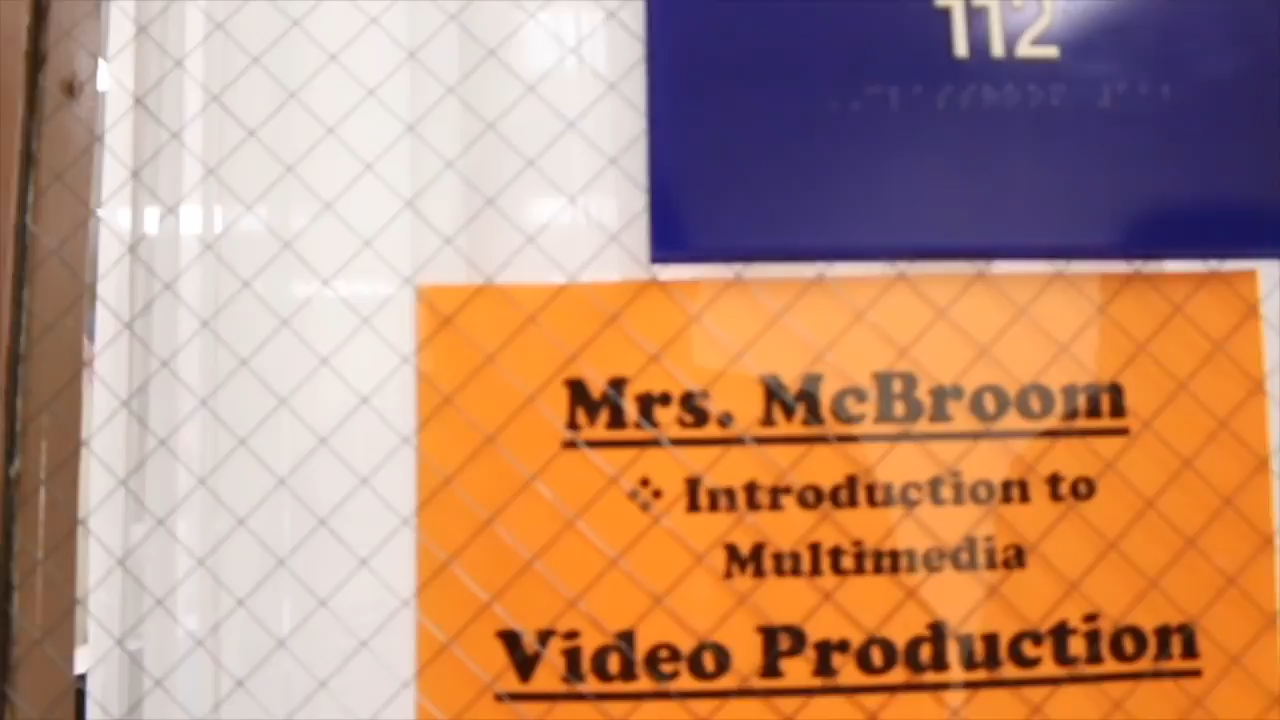 112
Mrs. McBroom
❖ Introduction to
Multimedia
Video Production